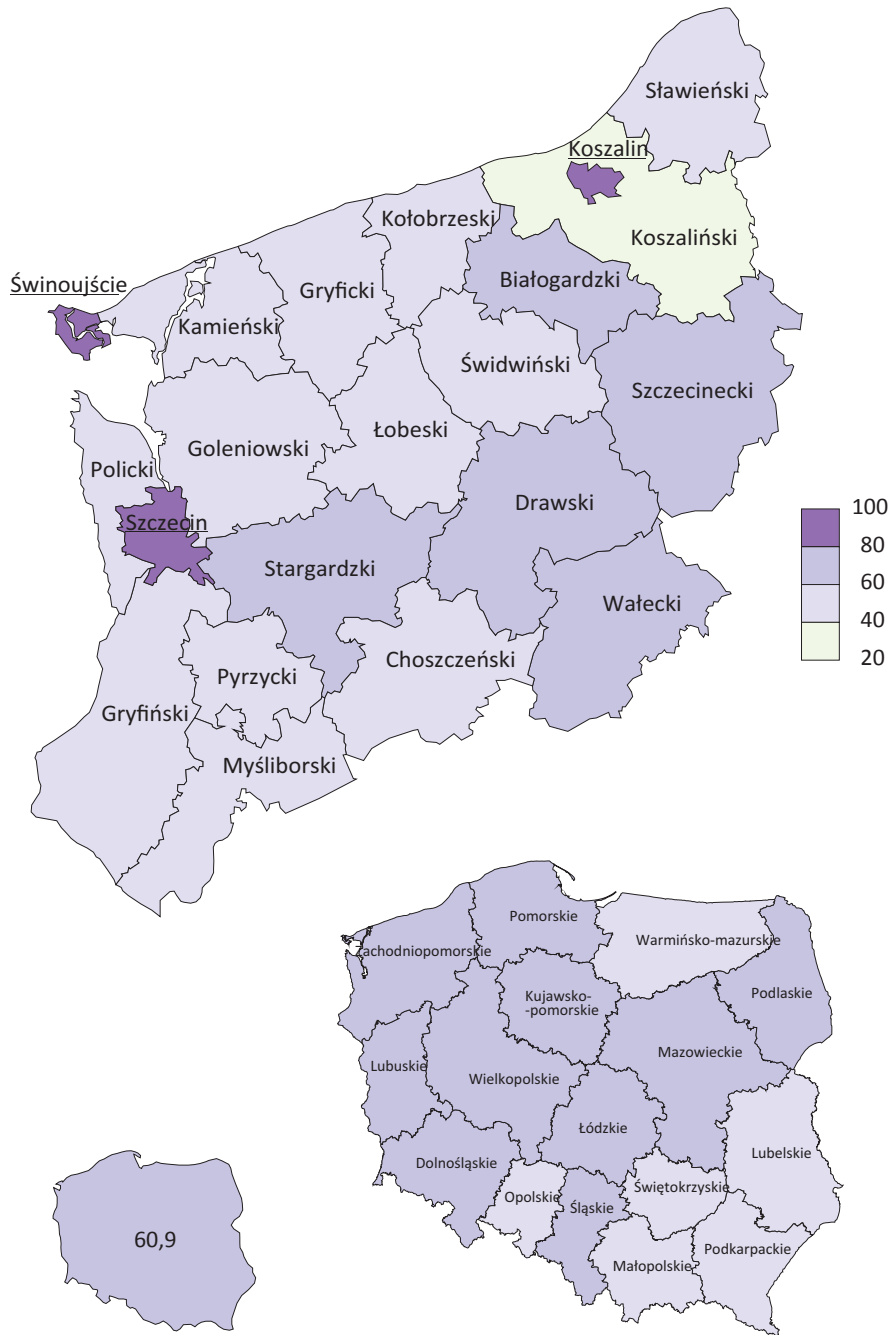 Sławieński
Koszalin
Kołobrzeski
Koszaliński
Białogardzki
Świnoujście
Gryficki
Kamieński
Świdwiński
Szczecinecki
Łobeski
Goleniowski
Policki
Drawski
Szczecin
Stargardzki
Wałecki
Choszczeński
Pyrzycki
Gryfiński
Myśliborski
100
80
60
40
20
Pomorskie
Warmińsko-mazurskie
Zachodniopomorskie
Podlaskie
Kujawsko-
-pomorskie
Mazowieckie
Lubuskie
Wielkopolskie
Łódzkie
Lubelskie
Dolnośląskie
Świętokrzyskie
Opolskie
Śląskie
Podkarpackie
Małopolskie
60,9